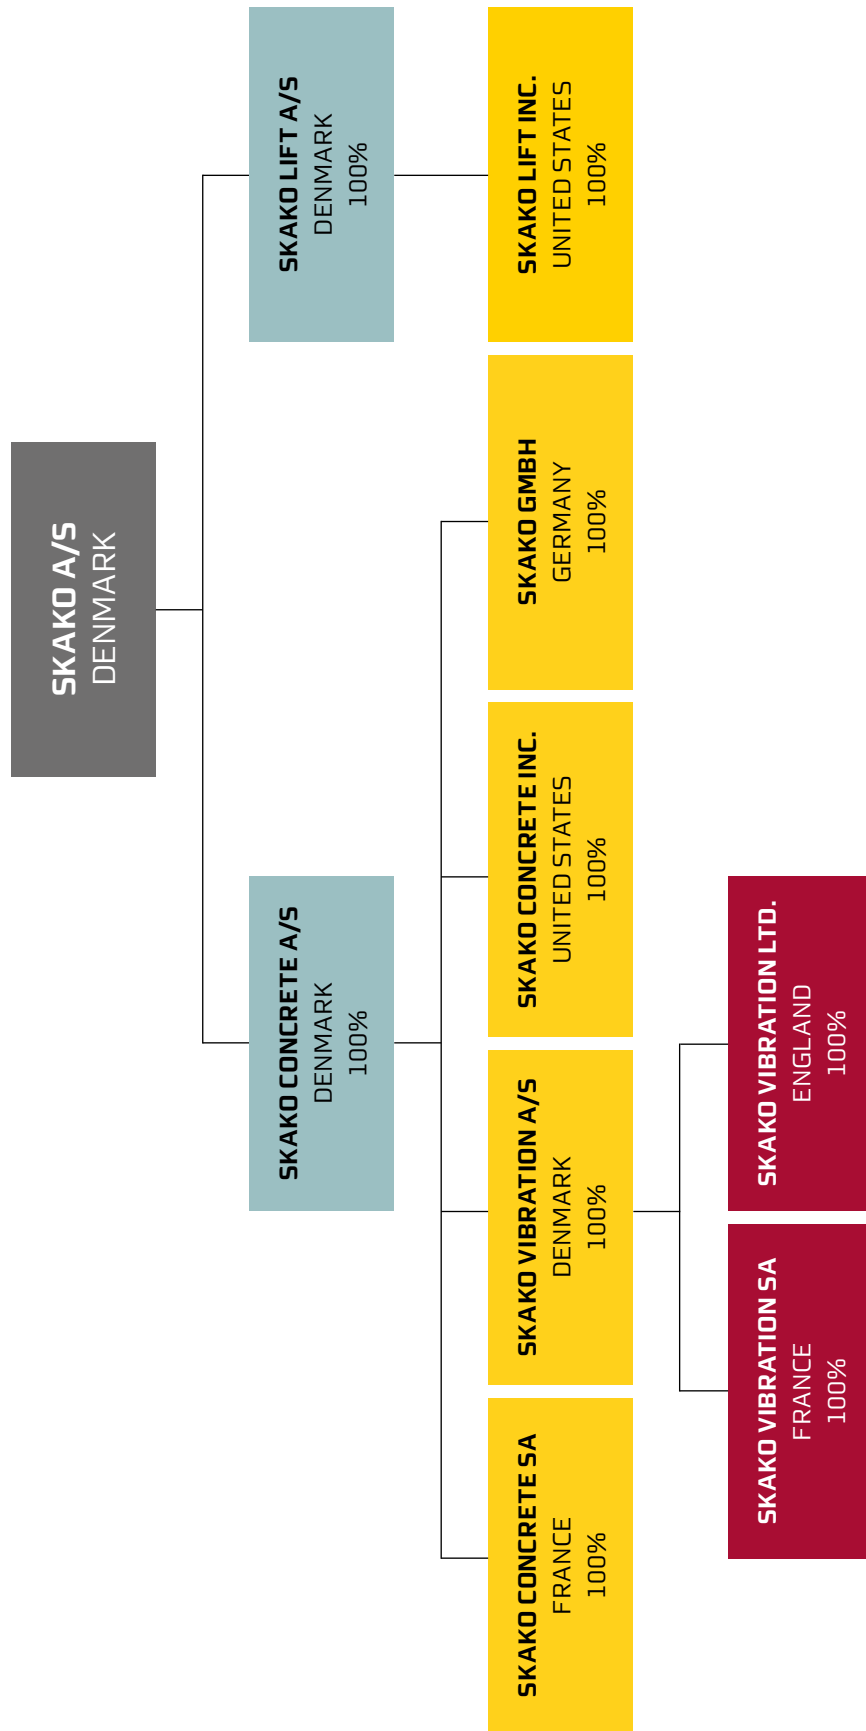 SKAKO A/S
DENMARK
SKAKO CONCRETE A/S
DENMARK
100%
SKAKO LIFT A/S
DENMARK
100%
SKAKO CONCRETE SA
FRANCE
100%
SKAKO VIBRATION A/S
DENMARK
100%
SKAKO CONCRETE INC.
UNITED STATES
100%
SKAKO GMBH
GERMANY
100%
SKAKO LIFT INC.
UNITED STATES
100%
SKAKO VIBRATION SA
FRANCE
100%
SKAKO VIBRATION LTD.
ENGLAND
100%